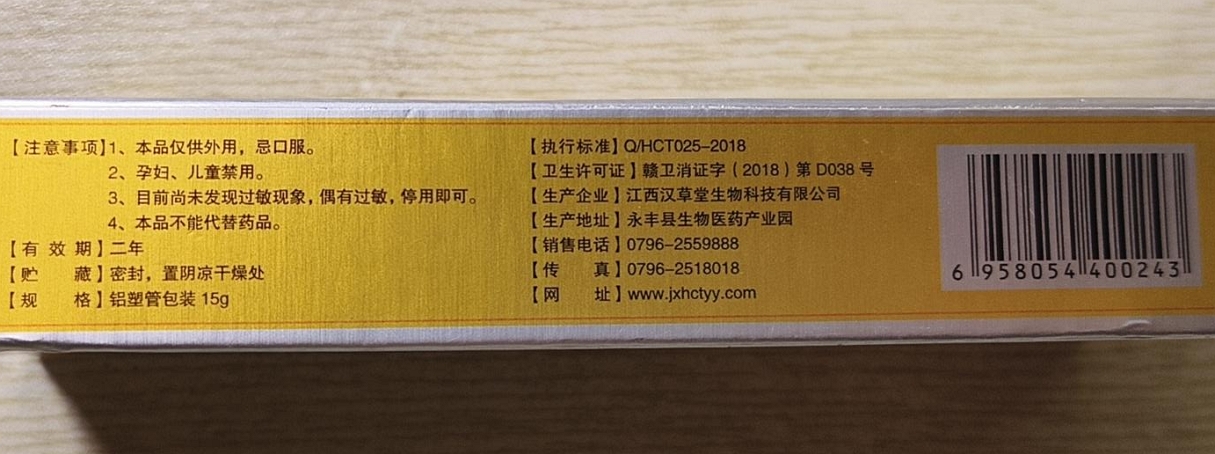 【注意事项】1、本品仅供外用，忌口服。
2、孕妇、儿童禁用。
3、目前尚未发现过敏现象，偶有过敏，停用即可。
4、本品不能代替药品。
【有效期】二年
【贮藏】密封，置阴凉干燥处
【规格】铝塑管包装 15g
【执行标准】Q/HCT025-2018
【卫生许可证】赣卫消证字（2018）第 D038 号
【生产企业】江西汉草堂生物科技有限公司
【生产地址】永丰县生物医药产业园
【销售电话】0796-2559888
【传真】0796-2518018
【网址】www.jxhctyy.com
6 958054 400243